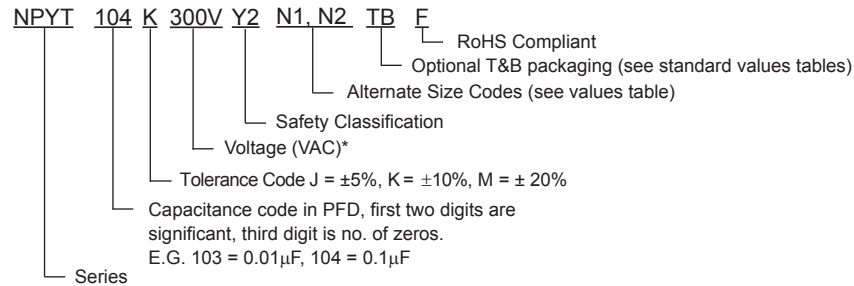 NPYT 104 K 300V Y2 N1, N2 TB F
RoHS Compliant
Optional T&B packaging (see standard values tables)
Alternate Size Codes (see values table)
Safety Classification
Voltage (VAC)*
Tolerance Code J = ±5%, K = ±10%, M = ± 20%
Capacitance code in PFD, first two digits are
significant, third digit is no. of zeros.
E.G. 103 = 0.01µF, 104 = 0.1µF
Series